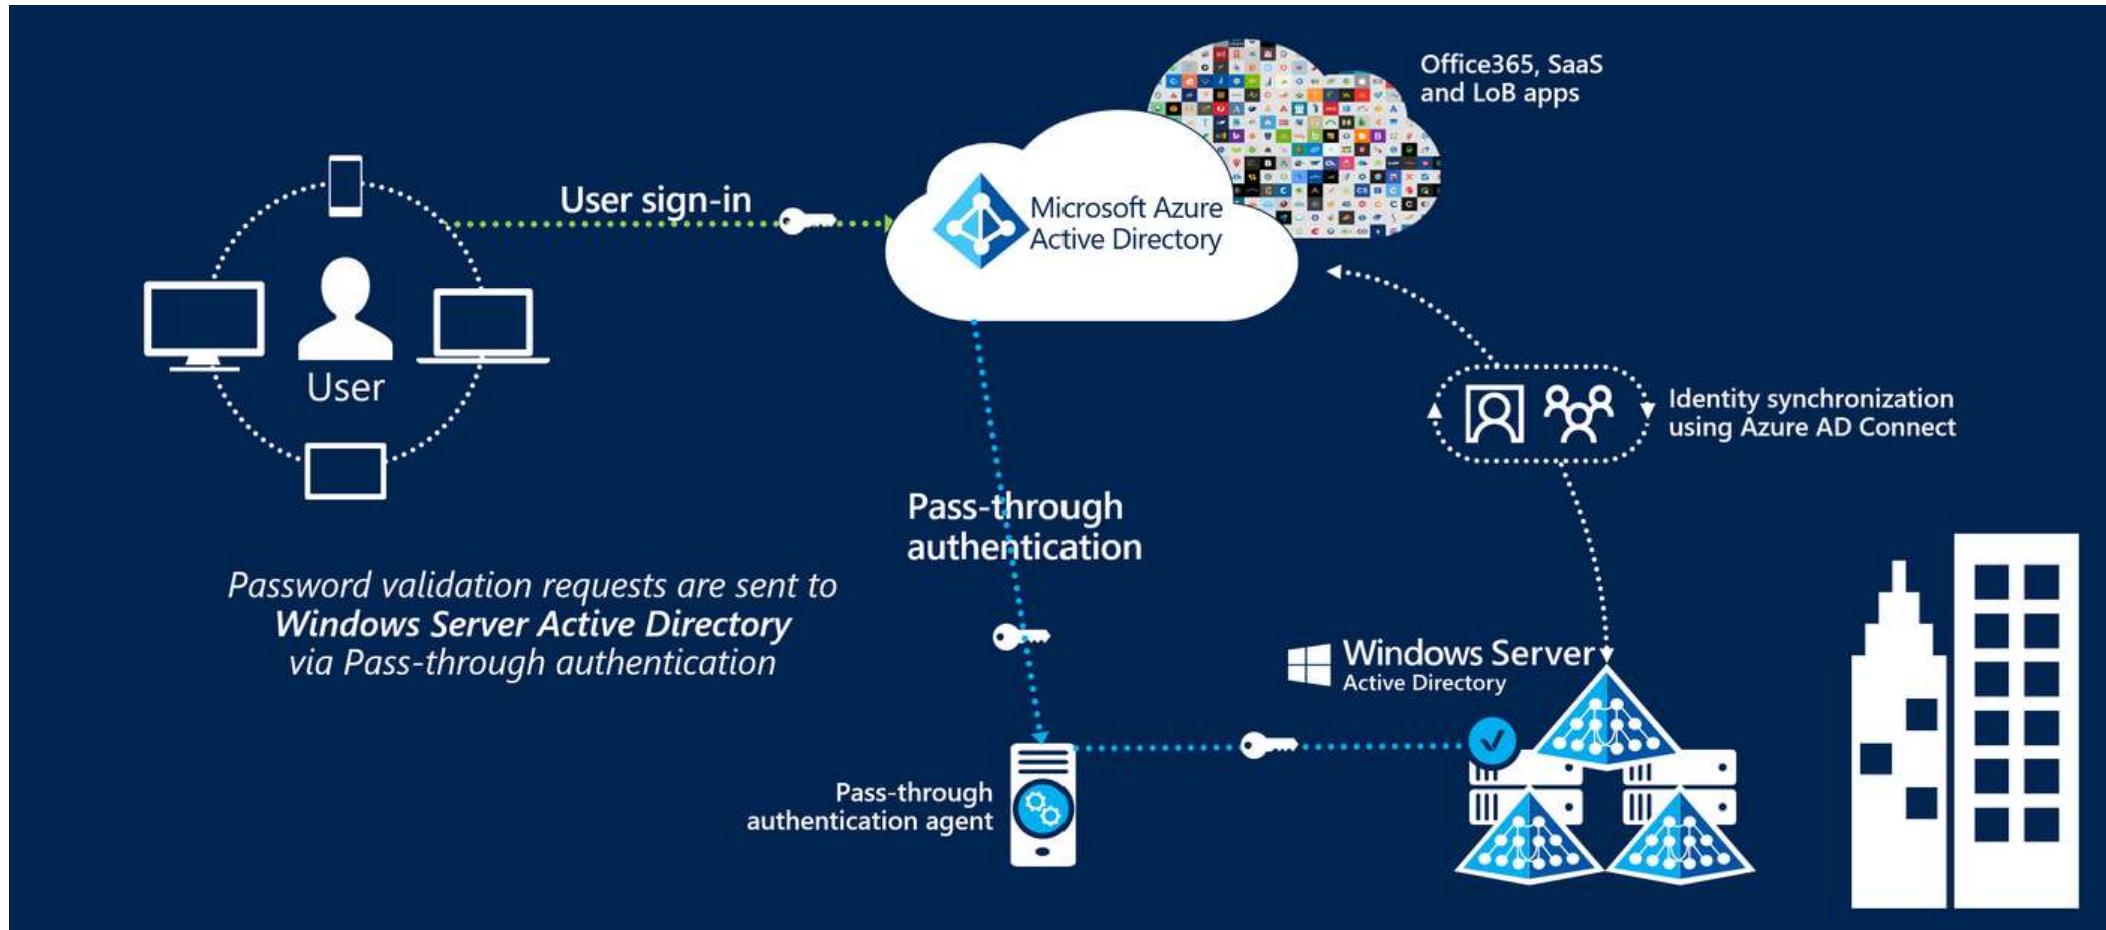 Office365, SaaS
and LoB apps
User sign-in
Microsoft Azure
Active Directory
User
Identity synchronization
using Azure AD Connect
Pass-through
authentication
Password validation requests are sent to
Windows Server Active Directory
via Pass-through authentication
Windows Server
Active Directory
Pass-through
authentication agent